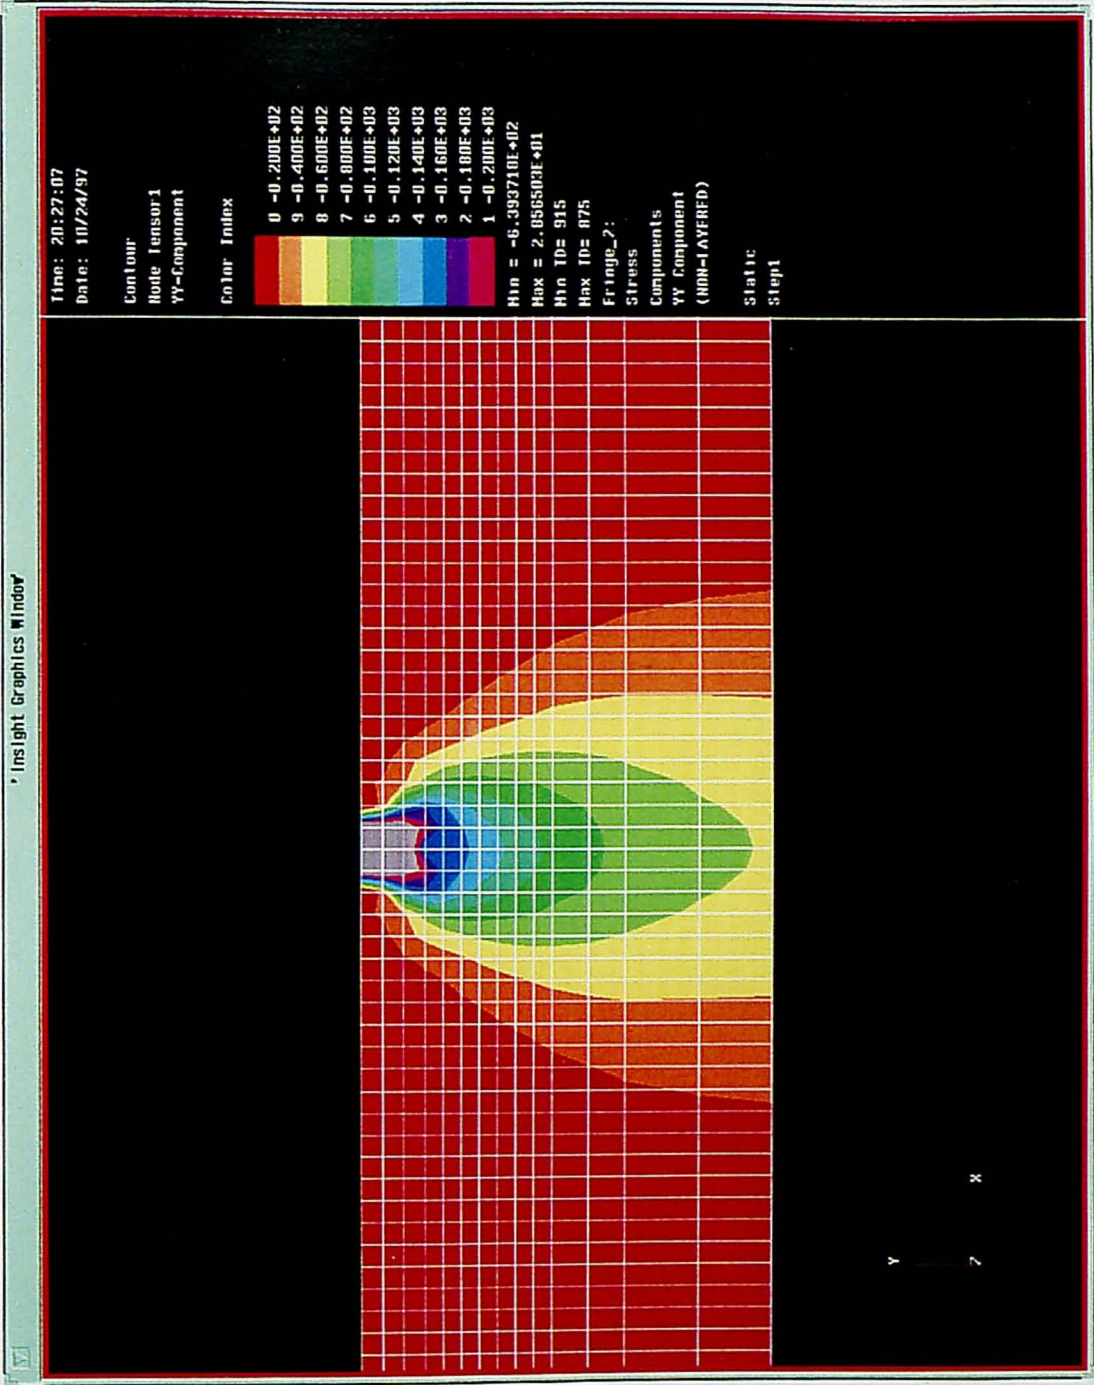 'Insight Graphics Window'
Time: 20:27:07
Date: 10/24/97
Contour
Node Tensor1
YY-Component
Color Index
0 -0.200E+02
9 -0.400E+02
8 -0.600E+02
7 -0.800E+02
6 -0.100E+03
5 -0.120E+03
4 -0.140E+03
3 -0.160E+03
2 -0.180E+03
1 -0.200E+03
Min = -6.393718E+02
Max = 2.056503E+01
Min ID= 915
Max ID= 875
Fringe_2:
Stress
Components
YY Component
(NON-LAYERED)
Static
Step1
Y
Z X